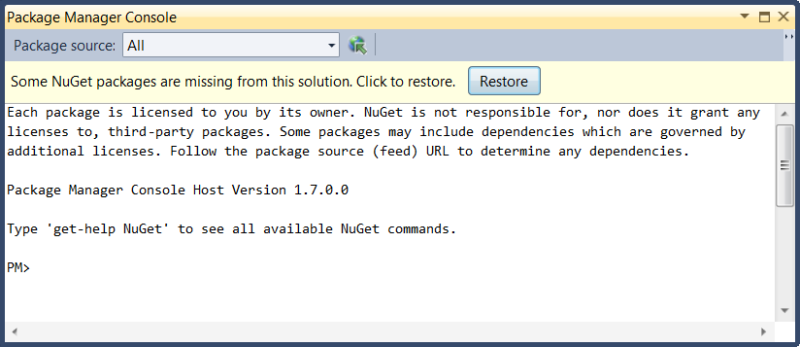 Package Manager Console
Package source: All
Some NuGet packages are missing from this solution. Click to restore. Restore
Each package is licensed to you by its owner. NuGet is not responsible for, nor does it grant any
licenses to, third-party packages. Some packages may include dependencies which are governed by
additional licenses. Follow the package source (feed) URL to determine any dependencies.
Package Manager Console Host Version 1.7.0.0
Type 'get-help NuGet' to see all available NuGet commands.
PM>